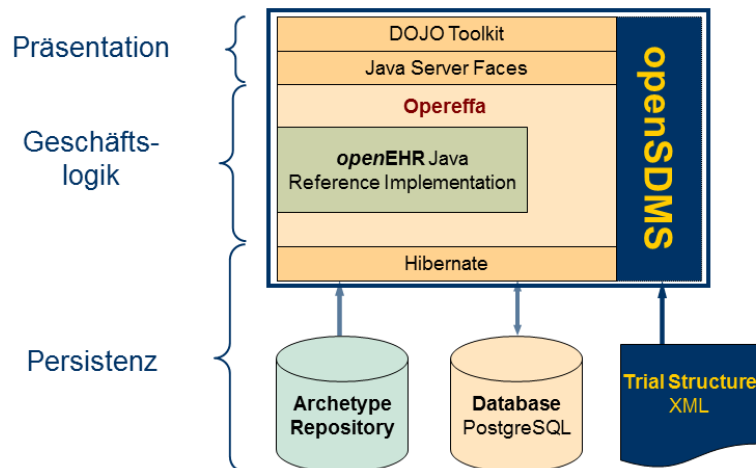 Präsentation
DOJO Toolkit
Java Server Faces
Geschäfts-
logik
Opereffa
openEHR Java
Reference Implementation
Hibernate
openSDMS
Persistenz
Archetype
Repository
Database
PostgreSQL
Trial Structure
XML